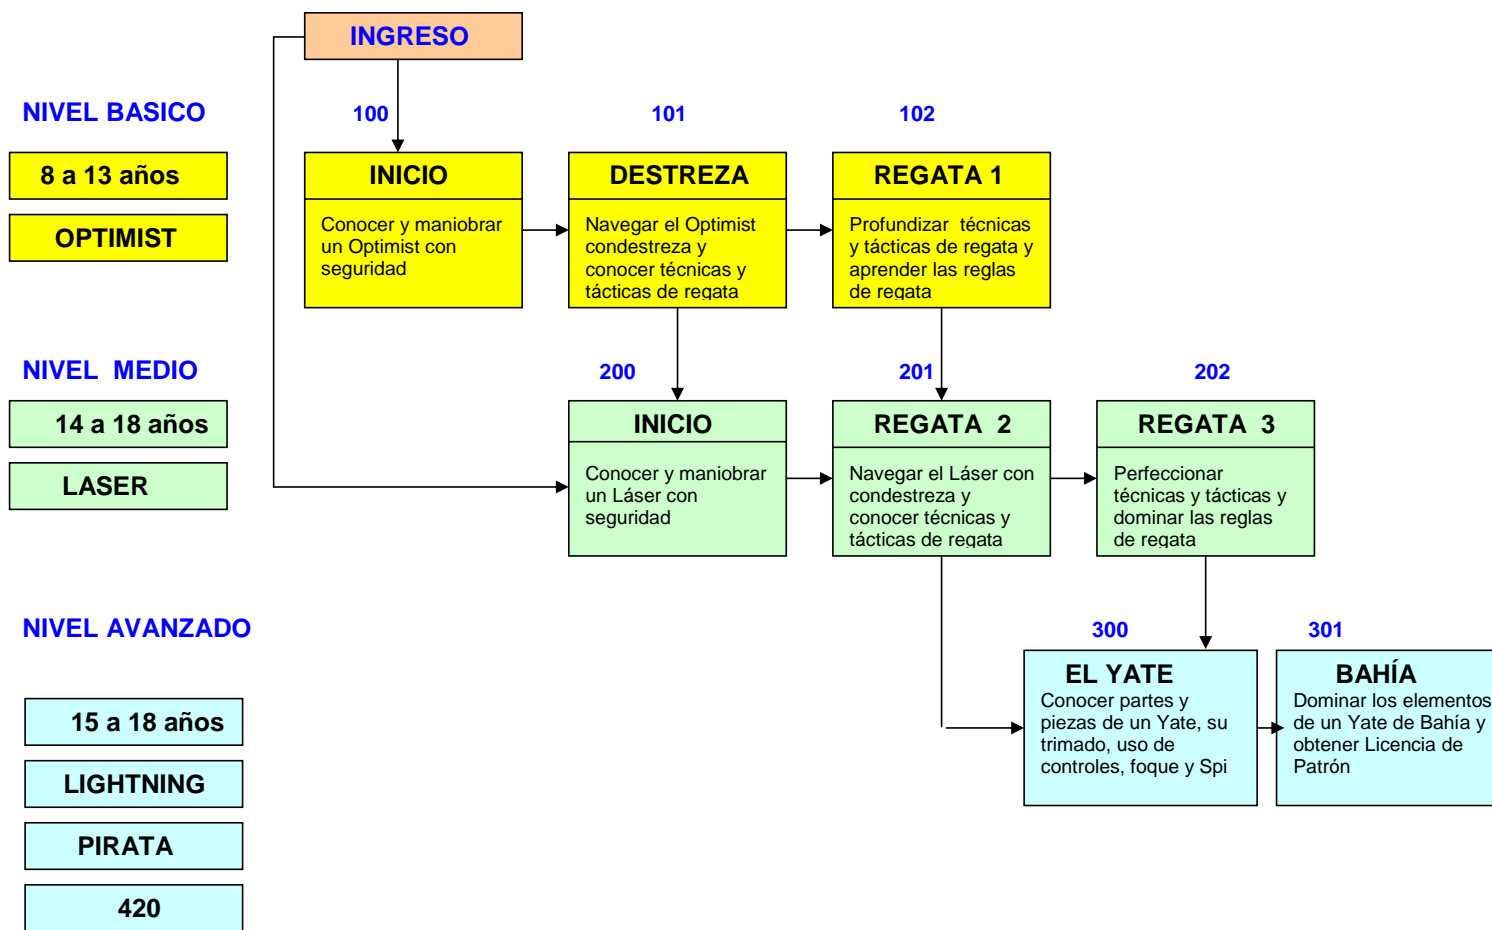 INGRESO
NIVEL BASICO
100
101
102
8 a 13 años
OPTIMIST
INICIO
Conocer y maniobrar
un Optimist con
seguridad
DESTREZA
Navegar el Optimist
condestreza y
conocer técnicas y
tácticas de regata
REGATA 1
Profundizar técnicas
y tácticas de regata y
aprender las reglas
de regata
NIVEL MEDIO
200
201
202
14 a 18 años
LASER
INICIO
Conocer y maniobrar
un Láser con
seguridad
REGATA 2
Navegar el Láser con
condestreza y
conocer técnicas y
tácticas de regata
REGATA 3
Perfeccionar
técnicas y tácticas y
dominar las reglas
de regata
NIVEL AVANZADO
300
301
15 a 18 años
LIGHTNING
PIRATA
420
EL YATE
Conocer partes y
piezas de un Yate, su
trimado, uso de
controles, foque y Spi
BAHÍA
Dominar los elementos
de un Yate de Bahía y
obtener Licencia de
Patrón